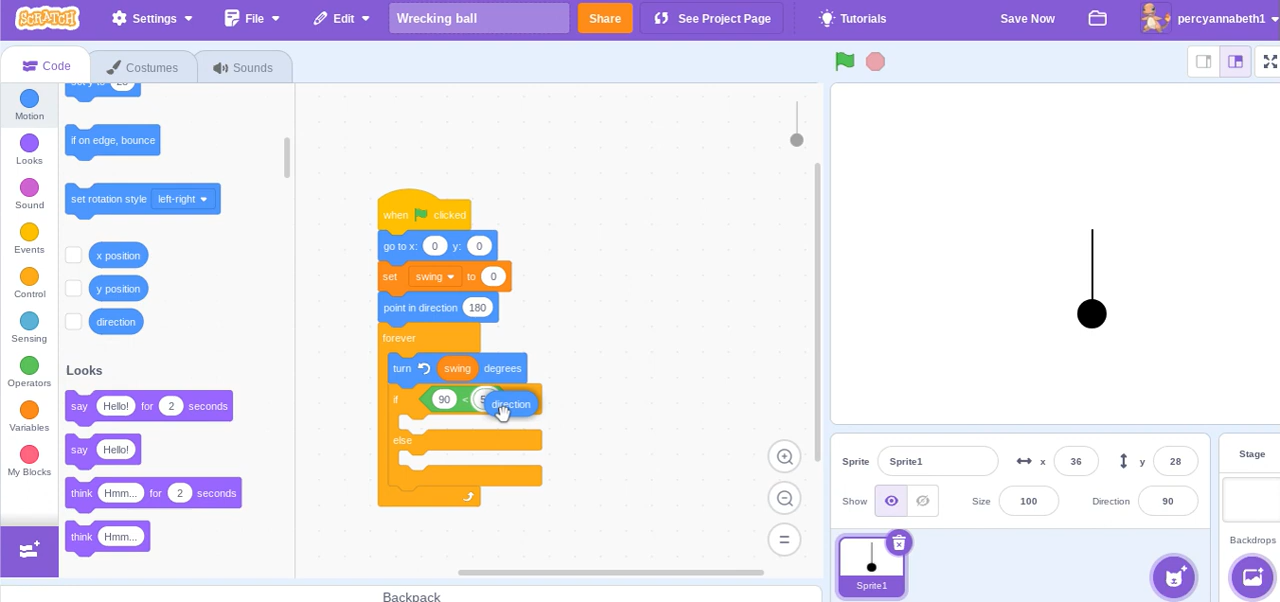 SCRATCH Settings File Edit Wrecking ball Share See Project Page Tutorials Save Now percyannabeth1
Code Costumes Sounds
Motion
Looks
Sound
Events
Control
Sensing
Operators
Variables
My Blocks
if on edge, bounce
set rotation style left-right
x position
y position
direction
Looks
say Hello! for 2 seconds
say Hello!
think Hmm... for 2 seconds
think Hmm...
when clicked
go to x: 0 y: 0
set swing to 0
point in direction 180
forever
turn swing degrees
if 90 < direction
else
Sprite Sprite1 x 36 y 28
Show Size 100 Direction 90
Sprite1
Stage
Backdrops
Backpack